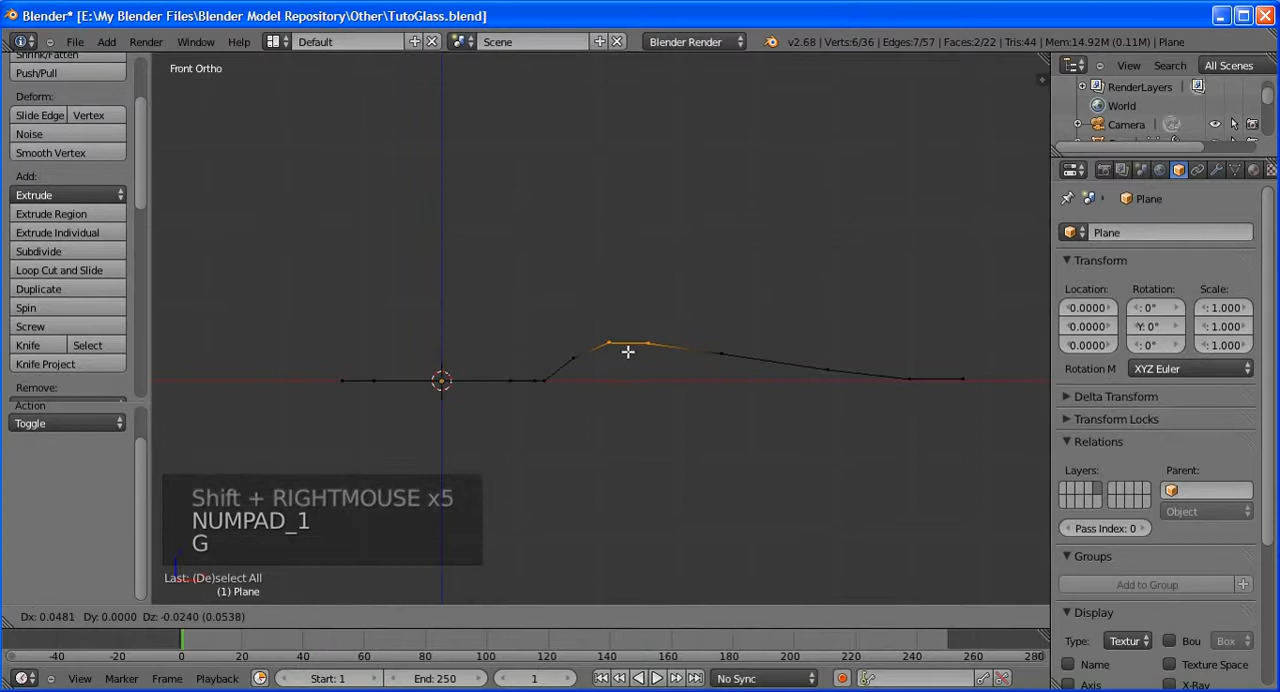 Blender* [E:\My Blender Files\Blender Model Repository\Other\TutoGlass.blend]
File Add Render Window Help Default Scene Blender Render v2.68 | Verts:6/36 | Edges:7/57 | Faces:2/22 | Tris:44 | Mem:14.92M (0.11M) | Plane
Shrink/Fatten
Push/Pull
Deform:
Slide Edge Vertex
Noise
Smooth Vertex
Add:
Extrude
Extrude Region
Extrude Individual
Subdivide
Loop Cut and Slide
Duplicate
Spin
Screw
Knife Select
Knife Project
Remove:
Action
Toggle
Front Ortho
Shift + RIGHTMOUSE x5
NUMPAD_1
G
Last: (De)select All
(1) Plane
View Search All Scenes
RenderLayers
World
Camera
Plane
Plane
Transform
Location: Rotation: Scale:
0.0000 : 0° : 1.000
0.0000 Y: 0° : 1.000
0.0000 : 0° : 1.000
Rotation M XYZ Euler
Delta Transform
Transform Locks
Relations
Layers: Parent:
Object
Pass Index: 0
Groups
Add to Group
Display
Type: Textur Bou Box
Name Texture Space
Axis X-Ray
Dx: 0.0481 Dy: 0.0000 Dz: -0.0240 (0.0538)
-40 -20 0 20 40 60 80 100 120 140 160 180 200 220 240 260 280
View Marker Frame Playback Start: 1 End: 250 1 No Sync